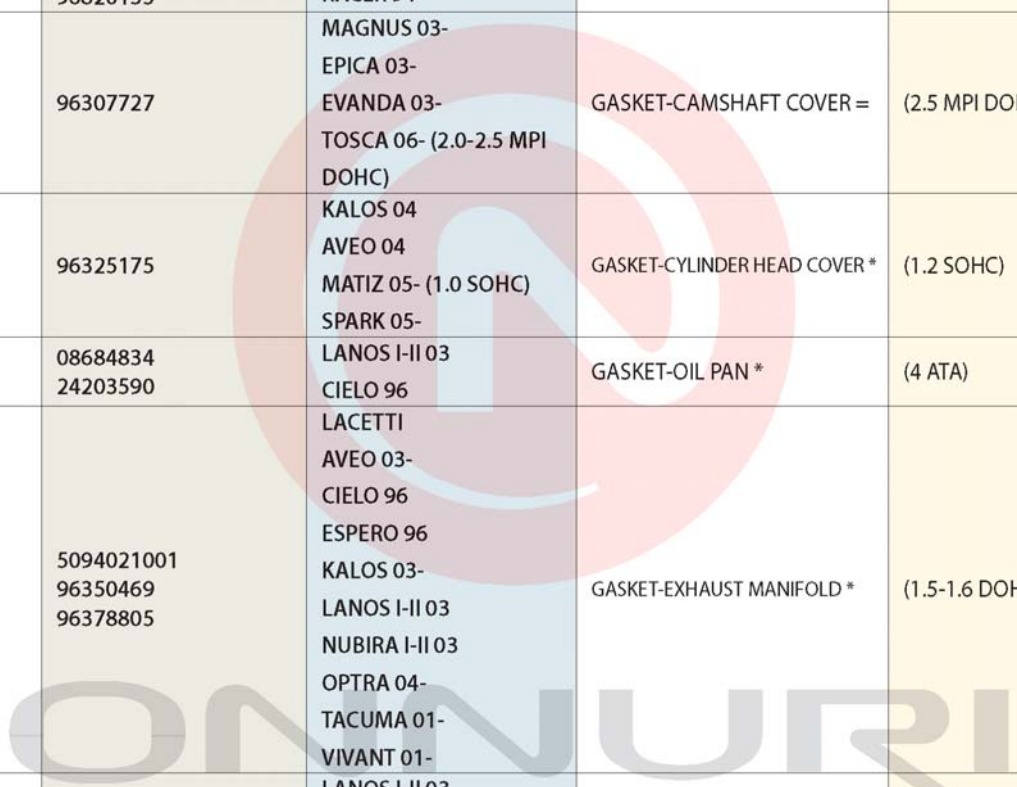 96307727
MAGNUS 03-
EPICA 03-
EVANDA 03-
TOSCA 06- (2.0-2.5 MPI
DOHC)
GASKET-CAMSHAFT COVER =
(2.5 MPI
96325175
KALOS 04
AVEO 04
MATIZ 05- (1.0 SOHC)
SPARK 05-
GASKET-CYLINDER HEAD COVER *
(1.2 SOHC)
08684834
24203590
LANOS I-II 03
CIELO 96
GASKET-OIL PAN *
(4 ATA)
5094021001
96350469
96378805
LACETTI
AVEO 03-
CIELO 96
ESPERO 96
KALOS 03-
LANOS I-II 03
NUBIRA I-II 03
OPTRA 04-
TACUMA 01-
VIVANT 01-
GASKET-EXHAUST MANIFOLD *
(1.5-1.6
ONNURI